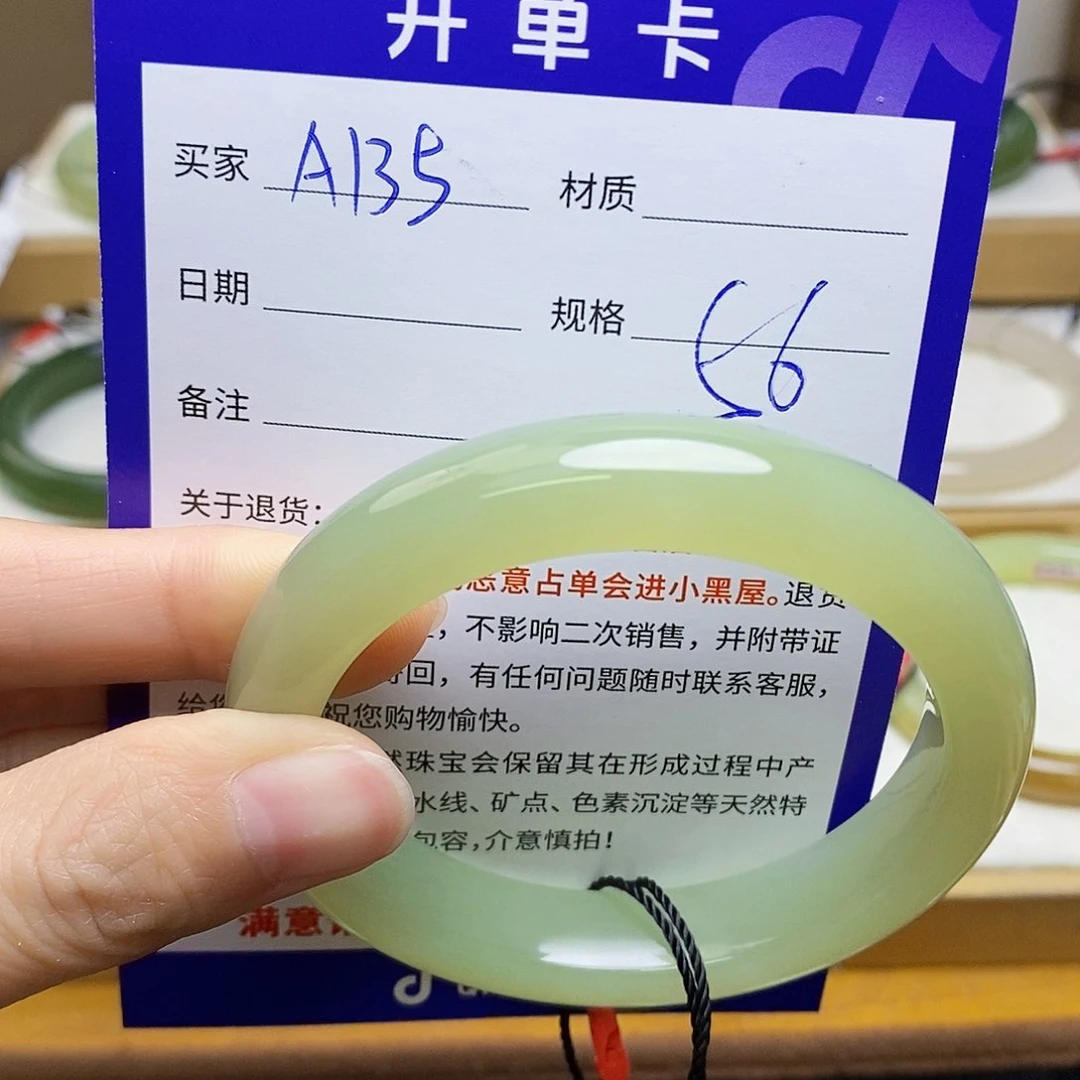 开单卡
买家 A135 材质
日期 规格 56
备注
关于退货:
恶意占单会进小黑屋。退货
,不影响二次销售,并附带证
寄回,有任何问题随时联系客服,
给您 祝您购物愉快。
然珠宝会保留其在形成过程中产
水线、矿点、色素沉淀等天然特
包容,介意慎拍!
满意